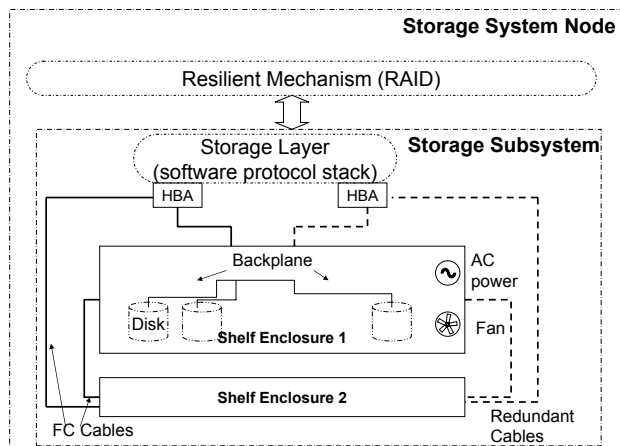 Storage System Node
Resilient Mechanism (RAID)
Storage Subsystem
Storage Layer
(software protocol stack)
HBA
HBA
Backplane
AC
power
Disk
Fan
Shelf Enclosure 1
Shelf Enclosure 2
FC Cables
Redundant
Cables